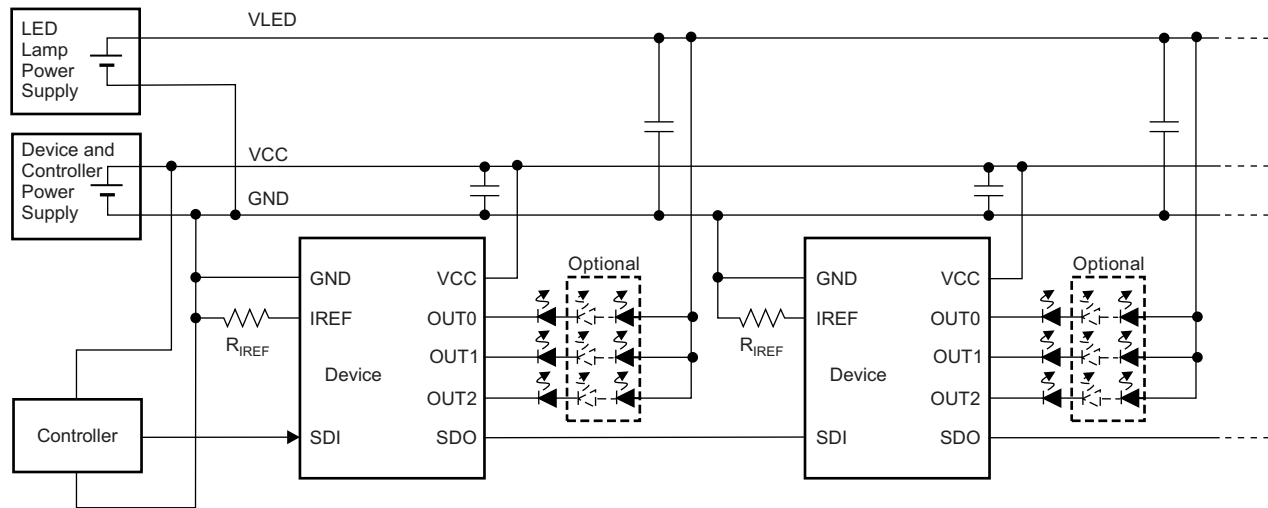 LED
Lamp
Power
Supply
VLED
Device and
Controller
Power
Supply
VCC
GND
GND
IREF
RIREF
Device
SDI
VCC
OUT0
OUT1
OUT2
SDO
Optional
GND
IREF
RIREF
Device
SDI
VCC
OUT0
OUT1
OUT2
SDO
Optional
Controller